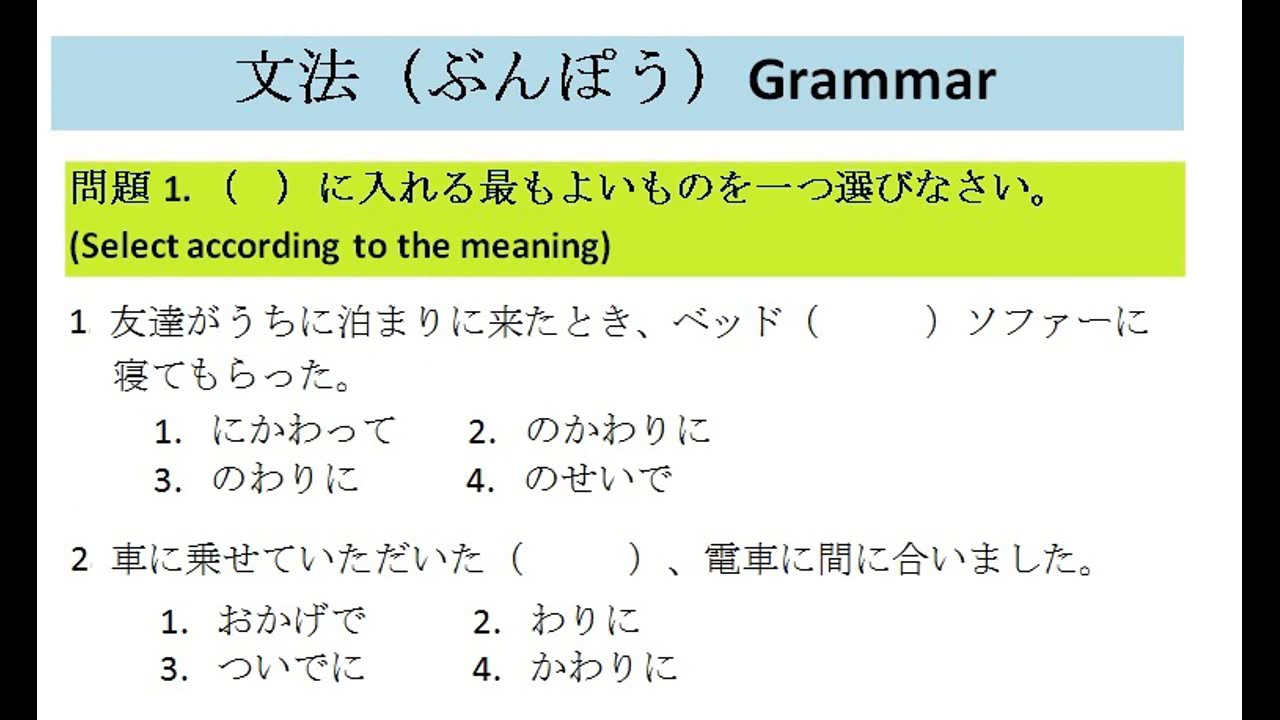 文法（ぶんぽう）Grammar
問題 1. （ ）に入れる最もよいものを一つ選びなさい。
(Select according to the meaning)
1. 友達がうちに泊まりに来たとき、ベッド（ ）ソファーに
寝てもらった。
1. にかわって 2. のかわりに
3. のわりに 4. のせいで
2. 車に乗せていただいた（ ）、電車に間に合いました。
1. おかげで 2. わりに
3. ついでに 4. かわりに